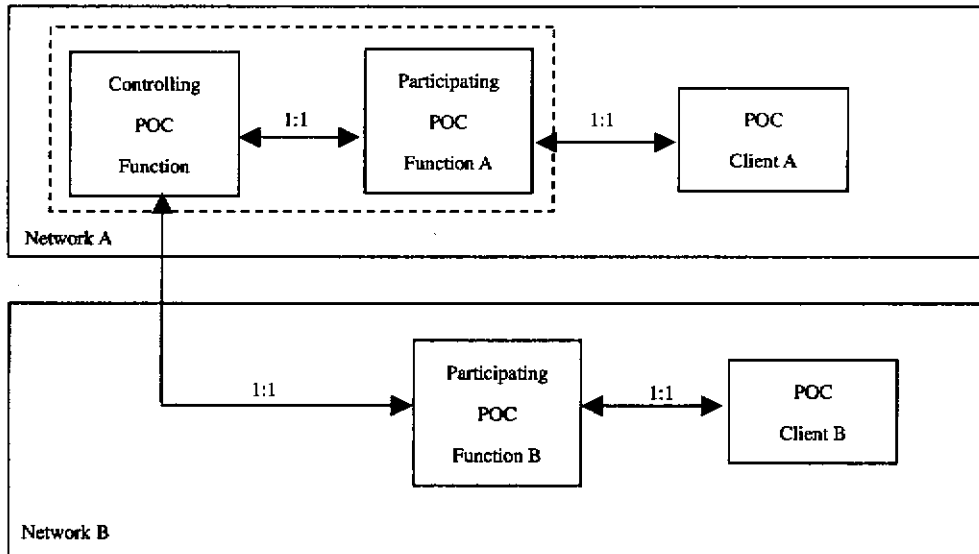 Controlling
POC
Function
1:1
Participating
POC
Function A
1:1
POC
Client A
Network A
1:1
Participating
POC
Function B
1:1
POC
Client B
Network B